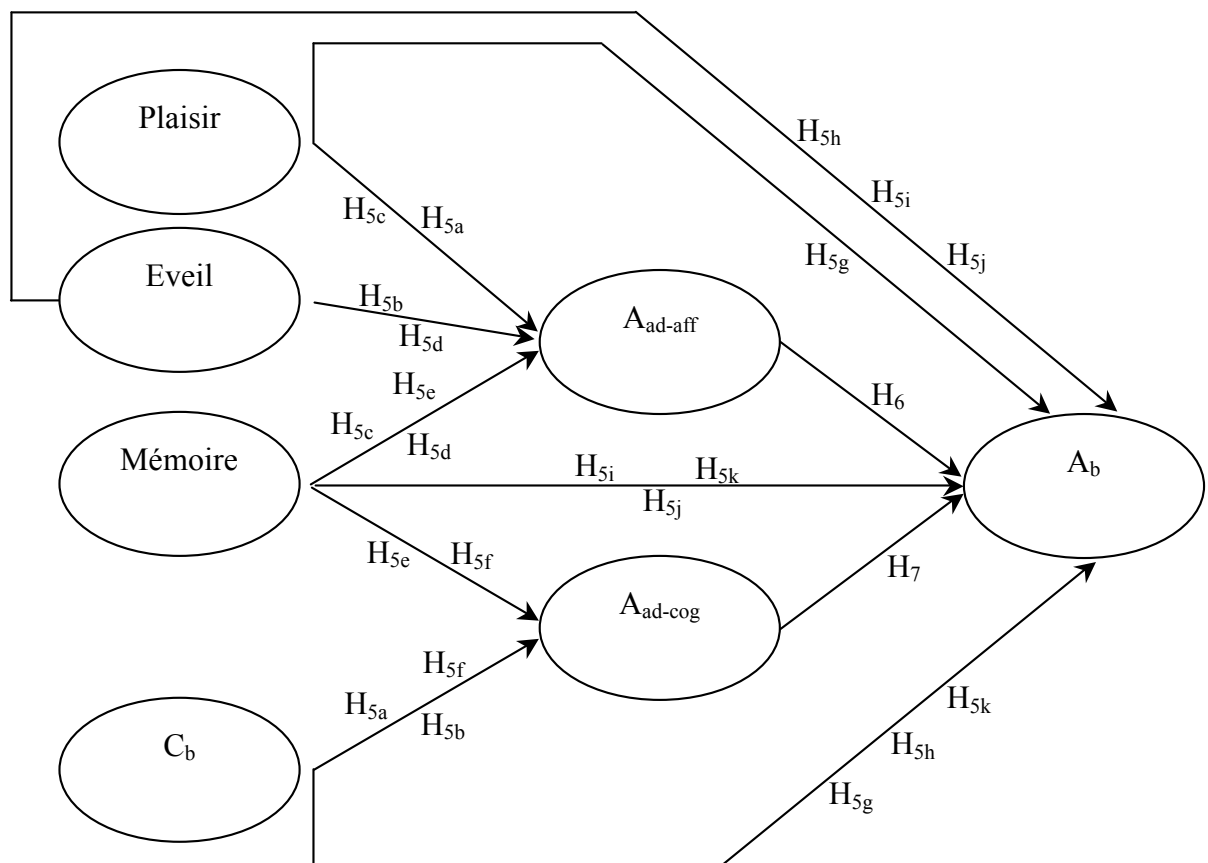 Plaisir
H5h
H5i
H5c
H5a
H5g
H5j
Eveil
H5b
H5d
Aad-aff
H5e
H6
H5c
H5d
Mémoire
H5i
H5k
H5j
Ab
H5e
H5f
H7
Aad-cog
H5f
H5a
H5b
H5k
Cb
H5h
H5g